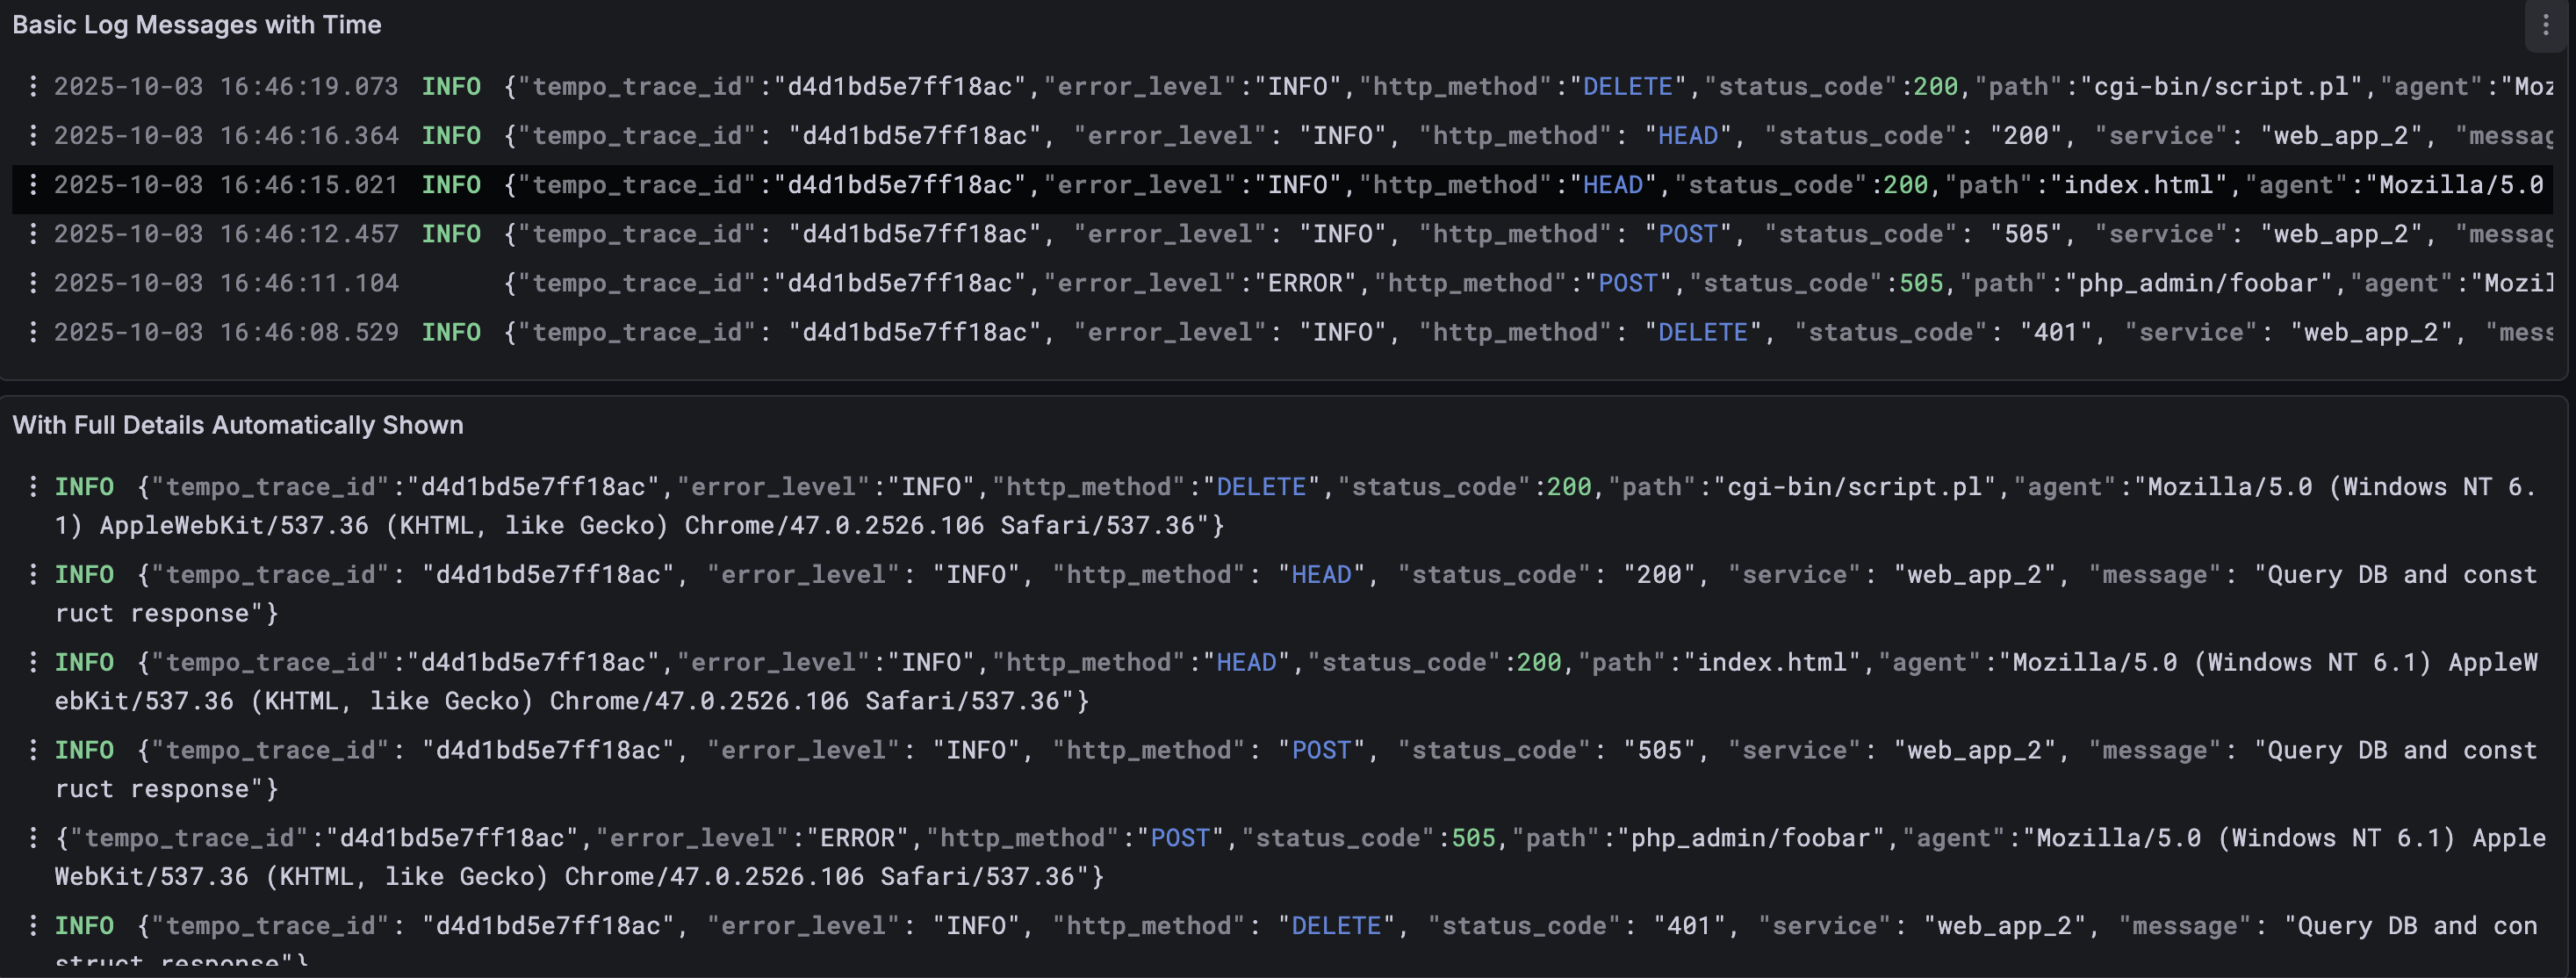 Basic Log Messages with Time
2025-10-03 16:46:19.073 INFO {"tempo_trace_id":"d4d1bd5e7ff18ac","error_level":"INFO","http_method":"DELETE","status_code":200,"path":"cgi-bin/script.pl","agent":"Moz
2025-10-03 16:46:16.364 INFO {"tempo_trace_id": "d4d1bd5e7ff18ac", "error_level": "INFO", "http_method": "HEAD", "status_code": "200", "service": "web_app_2", "messag
2025-10-03 16:46:15.021 INFO {"tempo_trace_id":"d4d1bd5e7ff18ac","error_level":"INFO","http_method":"HEAD","status_code":200,"path":"index.html","agent":"Mozilla/5.0
2025-10-03 16:46:12.457 INFO {"tempo_trace_id": "d4d1bd5e7ff18ac", "error_level": "INFO", "http_method": "POST", "status_code": "505", "service": "web_app_2", "messag
2025-10-03 16:46:11.104 {"tempo_trace_id":"d4d1bd5e7ff18ac","error_level":"ERROR","http_method":"POST","status_code":505,"path":"php_admin/foobar","agent":"Mozil
2025-10-03 16:46:08.529 INFO {"tempo_trace_id": "d4d1bd5e7ff18ac", "error_level": "INFO", "http_method": "DELETE", "status_code": "401", "service": "web_app_2", "mess
With Full Details Automatically Shown
INFO {"tempo_trace_id":"d4d1bd5e7ff18ac","error_level":"INFO","http_method":"DELETE","status_code":200,"path":"cgi-bin/script.pl","agent":"Mozilla/5.0 (Windows NT 6.
1) AppleWebKit/537.36 (KHTML, like Gecko) Chrome/47.0.2526.106 Safari/537.36"}
INFO {"tempo_trace_id": "d4d1bd5e7ff18ac", "error_level": "INFO", "http_method": "HEAD", "status_code": "200", "service": "web_app_2", "message": "Query DB and const
ruct response"}
INFO {"tempo_trace_id":"d4d1bd5e7ff18ac","error_level":"INFO","http_method":"HEAD","status_code":200,"path":"index.html","agent":"Mozilla/5.0 (Windows NT 6.1) AppleW
ebKit/537.36 (KHTML, like Gecko) Chrome/47.0.2526.106 Safari/537.36"}
INFO {"tempo_trace_id": "d4d1bd5e7ff18ac", "error_level": "INFO", "http_method": "POST", "status_code": "505", "service": "web_app_2", "message": "Query DB and const
ruct response"}
{"tempo_trace_id":"d4d1bd5e7ff18ac","error_level":"ERROR","http_method":"POST","status_code":505,"path":"php_admin/foobar","agent":"Mozilla/5.0 (Windows NT 6.1) Apple
WebKit/537.36 (KHTML, like Gecko) Chrome/47.0.2526.106 Safari/537.36"}
INFO {"tempo_trace_id": "d4d1bd5e7ff18ac", "error_level": "INFO", "http_method": "DELETE", "status_code": "401", "service": "web_app_2", "message": "Query DB and con
struct response"}